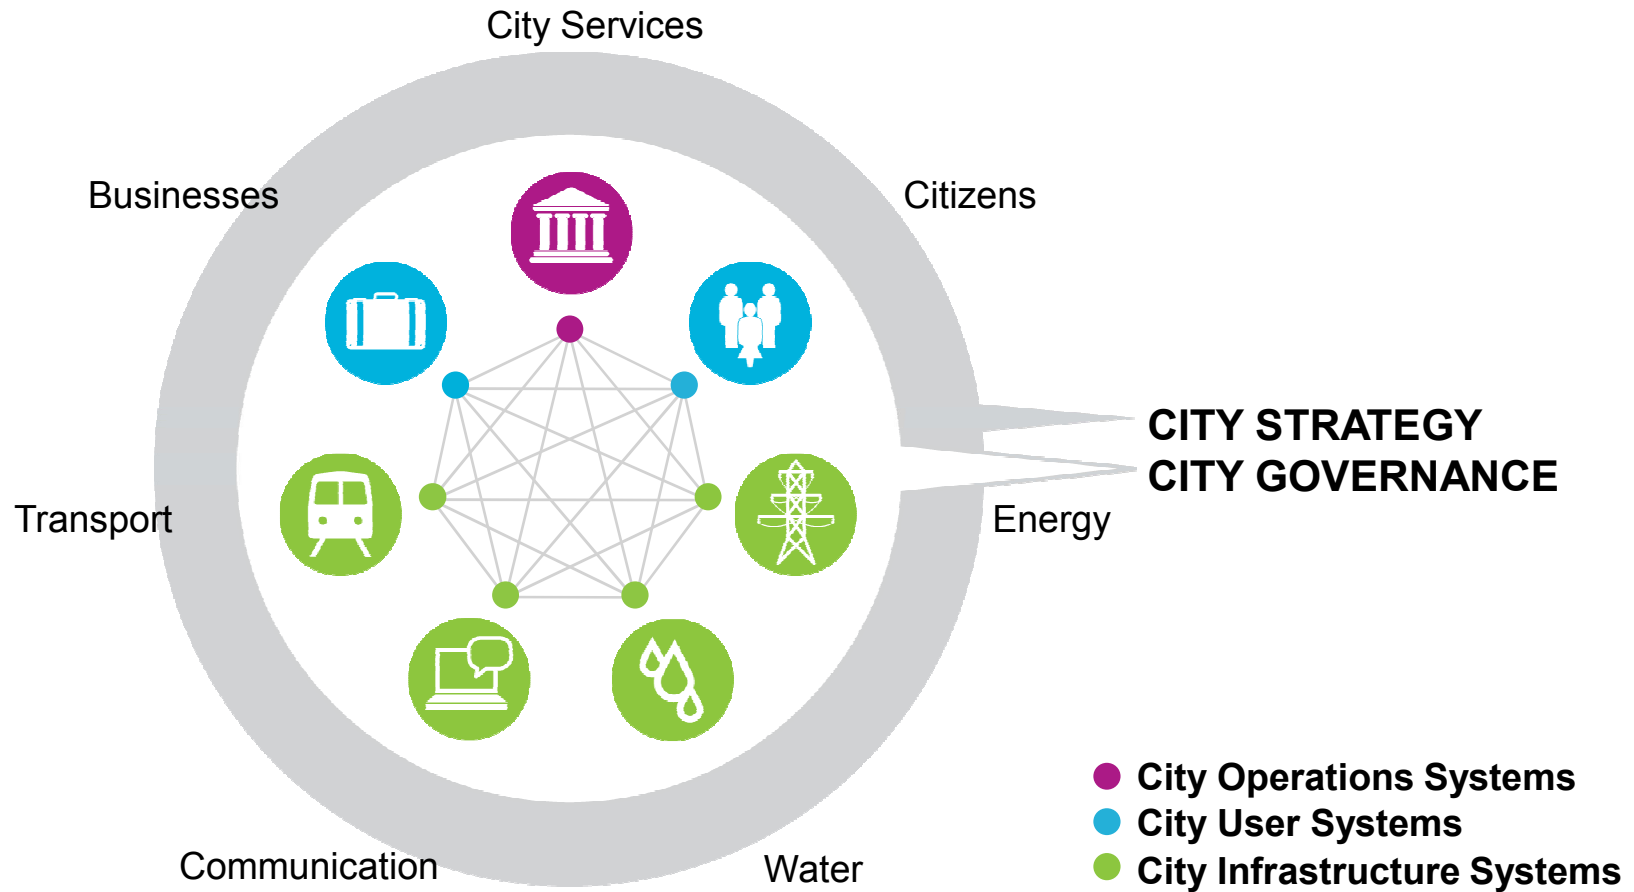 City Services
Businesses
Citizens
CITY STRATEGY
CITY GOVERNANCE
Transport
Energy
City Operations Systems
City User Systems
Communication
Water
City Infrastructure Systems